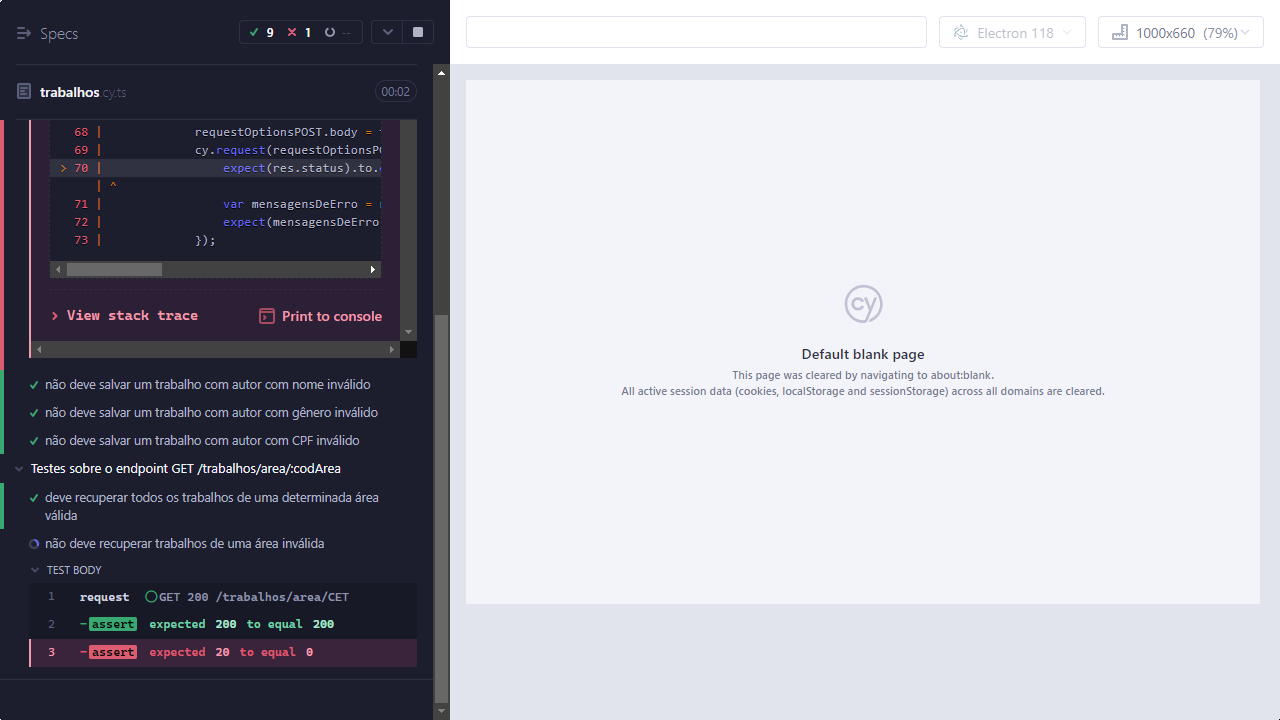 Specs
9 1 --
Electron 118
1000x660 (79%)
trabalhos cy.ts
00:02
68 | requestOptionsPOST.body =
69 | cy.request(requestOptionsPO
> 70 | expect(res.status).to.
| ^
71 | var mensagensDeErro =
72 | expect(mensagensDeErro
73 | });
View stack trace
Print to console
não deve salvar um trabalho com autor com nome inválido
não deve salvar um trabalho com autor com gênero inválido
não deve salvar um trabalho com autor com CPF inválido
Testes sobre o endpoint GET /trabalhos/area/:codArea
deve recuperar todos os trabalhos de uma determinada área
válida
não deve recuperar trabalhos de uma área inválida
TEST BODY
1 request GET 200 /trabalhos/area/CET
2 -assert expected 200 to equal 200
3 -assert expected 20 to equal 0
cy
Default blank page
This page was cleared by navigating to about:blank.
All active session data (cookies, localStorage and sessionStorage) across all domains are cleared.